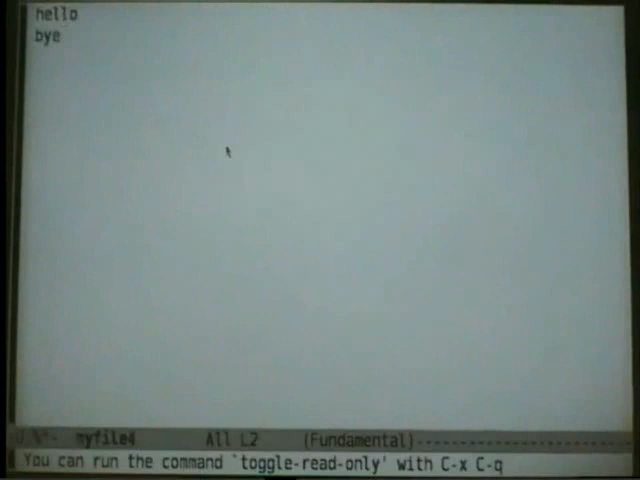 hello
bye
U:%*- myfile4 All L2 (Fundamental)------------------------
You can run the command `toggle-read-only' with C-x C-q